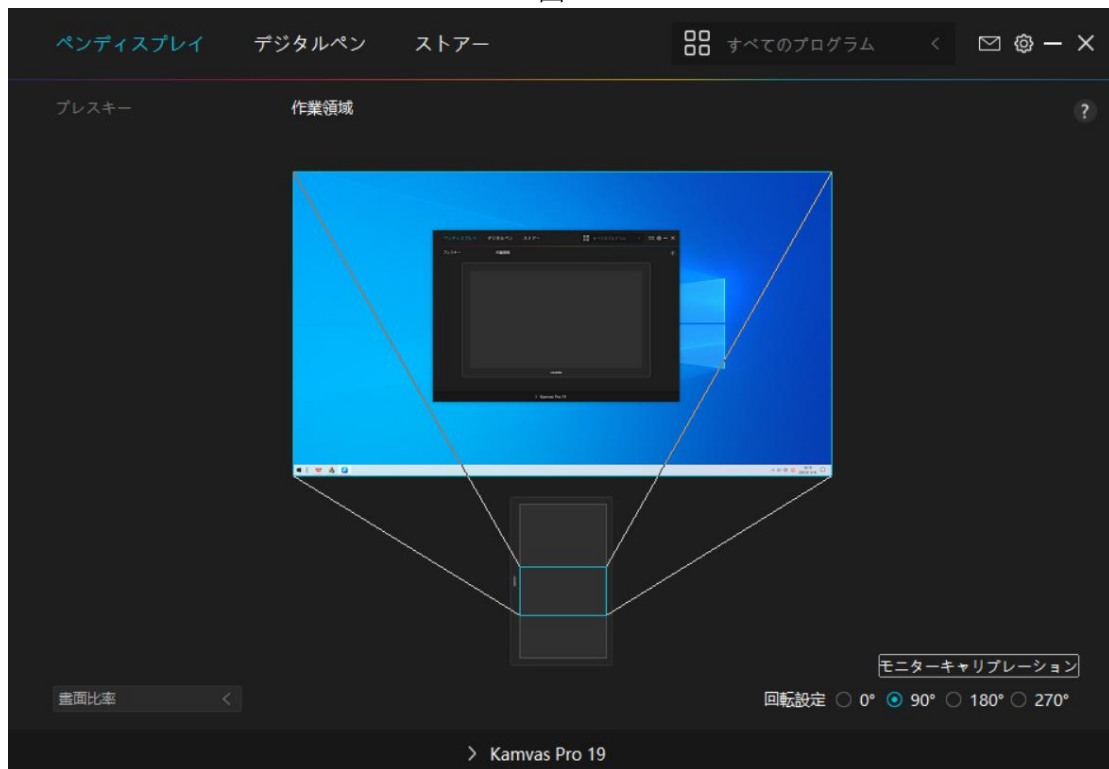 ペンディスプレイ デジタルペン ストアー すべてのプログラム
プレスキー 作業領域 ?
モニターキャリブレーション
畫面比率 回転設定 0° 90° 180° 270°
Kamvas Pro 19